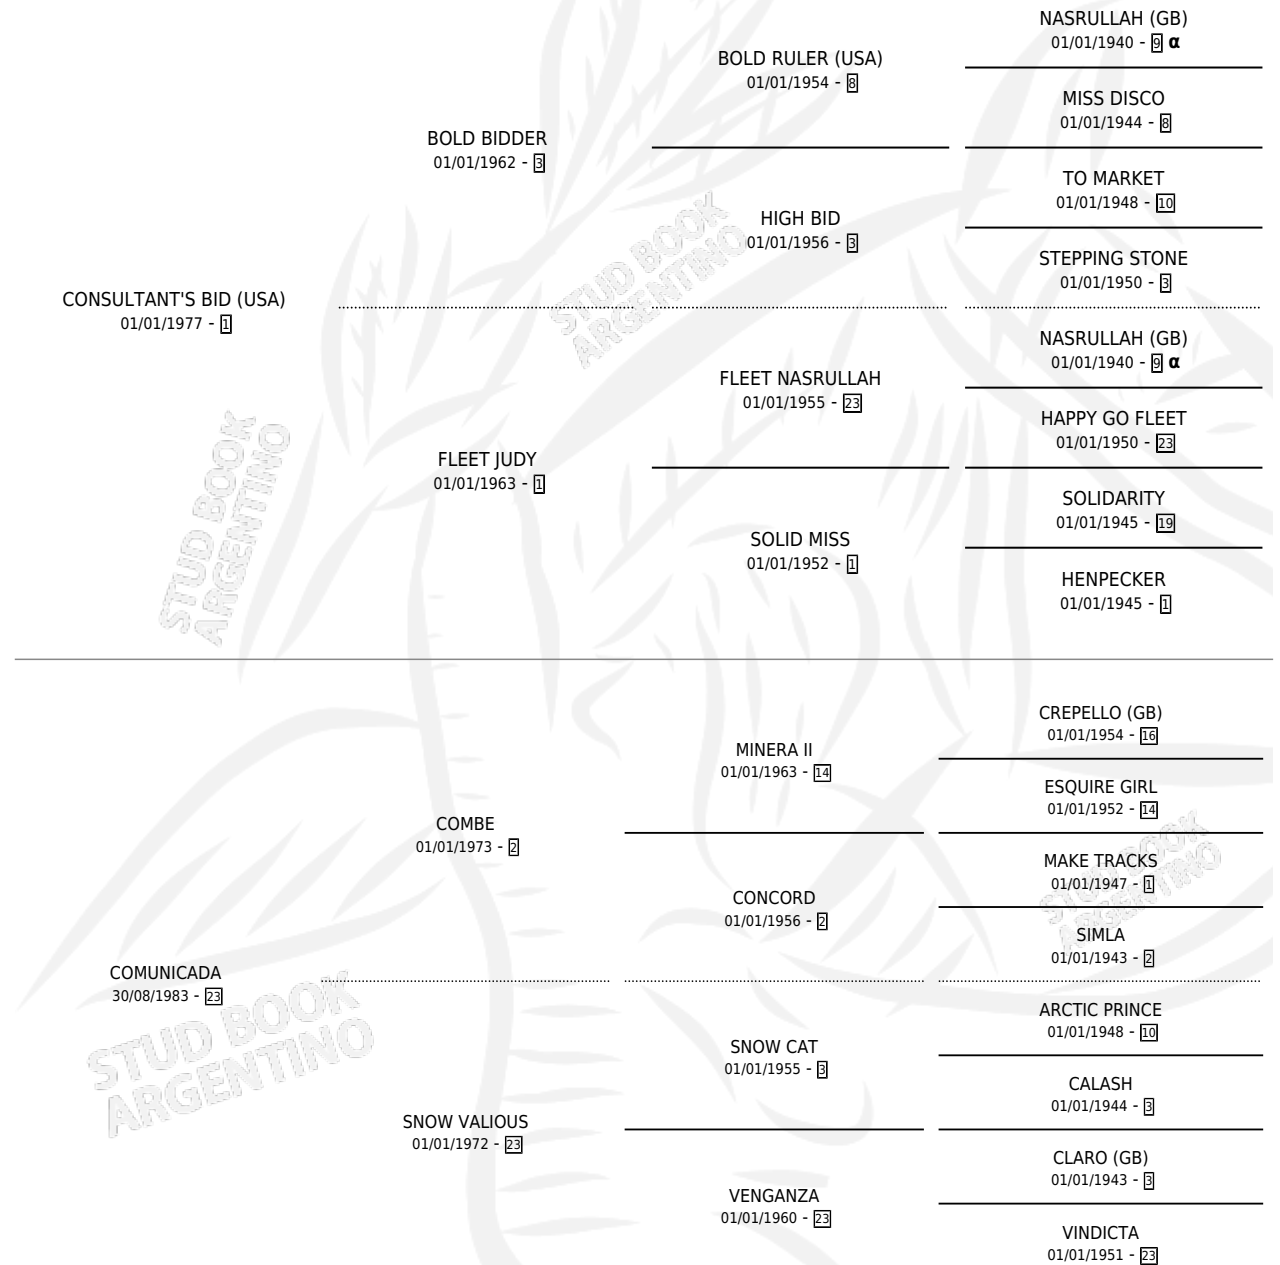 NASRULLAH (GB)
01/01/1940 - 9 α
BOLD RULER (USA)
01/01/1954 - 8
MISS DISCO
01/01/1944 - 8
BOLD BIDDER
01/01/1962 - 3
TO MARKET
01/01/1948 - 10
HIGH BID
01/01/1956 - 3
STEPPING STONE
01/01/1950 - 3
CONSULTANT'S BID (USA)
01/01/1977 - 1
NASRULLAH (GB)
01/01/1940 - 9 α
FLEET NASRULLAH
01/01/1955 - 23
HAPPY GO FLEET
01/01/1950 - 23
FLEET JUDY
01/01/1963 - 1
SOLIDARITY
01/01/1945 - 19
SOLID MISS
01/01/1952 - 1
HENPECKER
01/01/1945 - 1
CREPELLO (GB)
01/01/1954 - 16
MINERA II
01/01/1963 - 14
ESQUIRE GIRL
01/01/1952 - 14
COMBE
01/01/1973 - 2
MAKE TRACKS
01/01/1947 - 1
CONCORD
01/01/1956 - 2
SIMLA
01/01/1943 - 2
COMUNICADA
30/08/1983 - 23
ARCTIC PRINCE
01/01/1948 - 10
SNOW CAT
01/01/1955 - 3
CALASH
01/01/1944 - 3
SNOW VALIOUS
01/01/1972 - 23
CLARO (GB)
01/01/1943 - 3
VENGANZA
01/01/1960 - 23
VINDICTA
01/01/1951 - 23
STUD BOOK
ARGENTINO
STUD BOOK
ARGENTINO
STUD BOOK
ARGENTINO
STUD BOOK
ARGENTINO